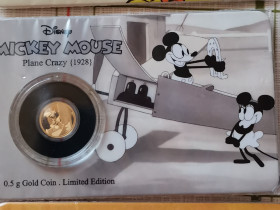 Disney
MICKEY MOUSE
Plane Crazy (1928)
0.5 g Gold Coin . Limited Edition